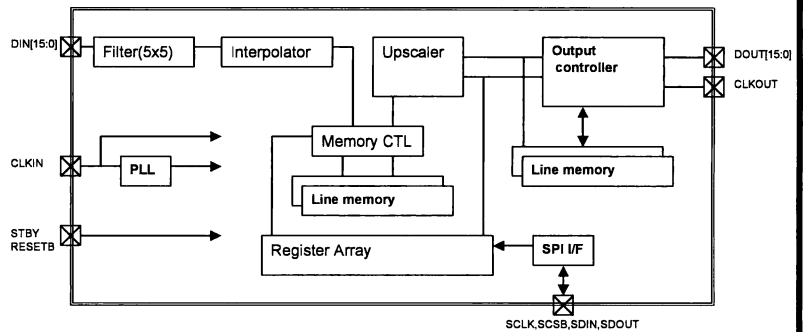 DIN[15:0]
Filter(5x5)
Interpolator
Upscaler
Output
controller
DOUT[15:0]
CLKOUT
Memory CTL
CLKIN
PLL
Line memory
Line memory
STBY
RESETB
Register Array
SPI I/F
SCLK,SCSB,SDIN,SDOUT